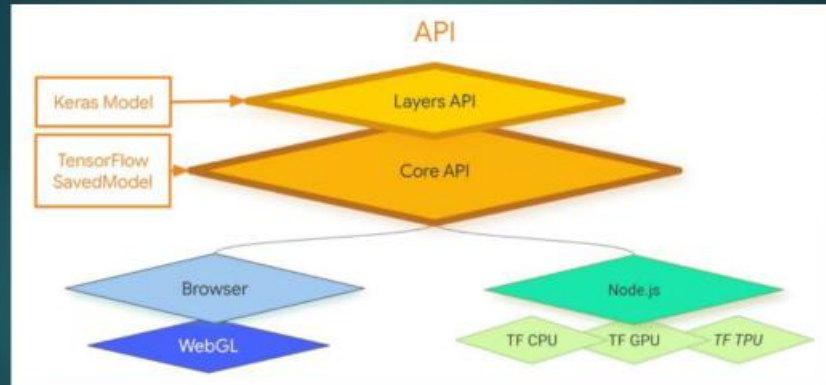 API
Keras Model
Layers API
TensorFlow
SavedModel
Core API
Browser
Node.js
WebGL
TF CPU
TF GPU
TF TPU